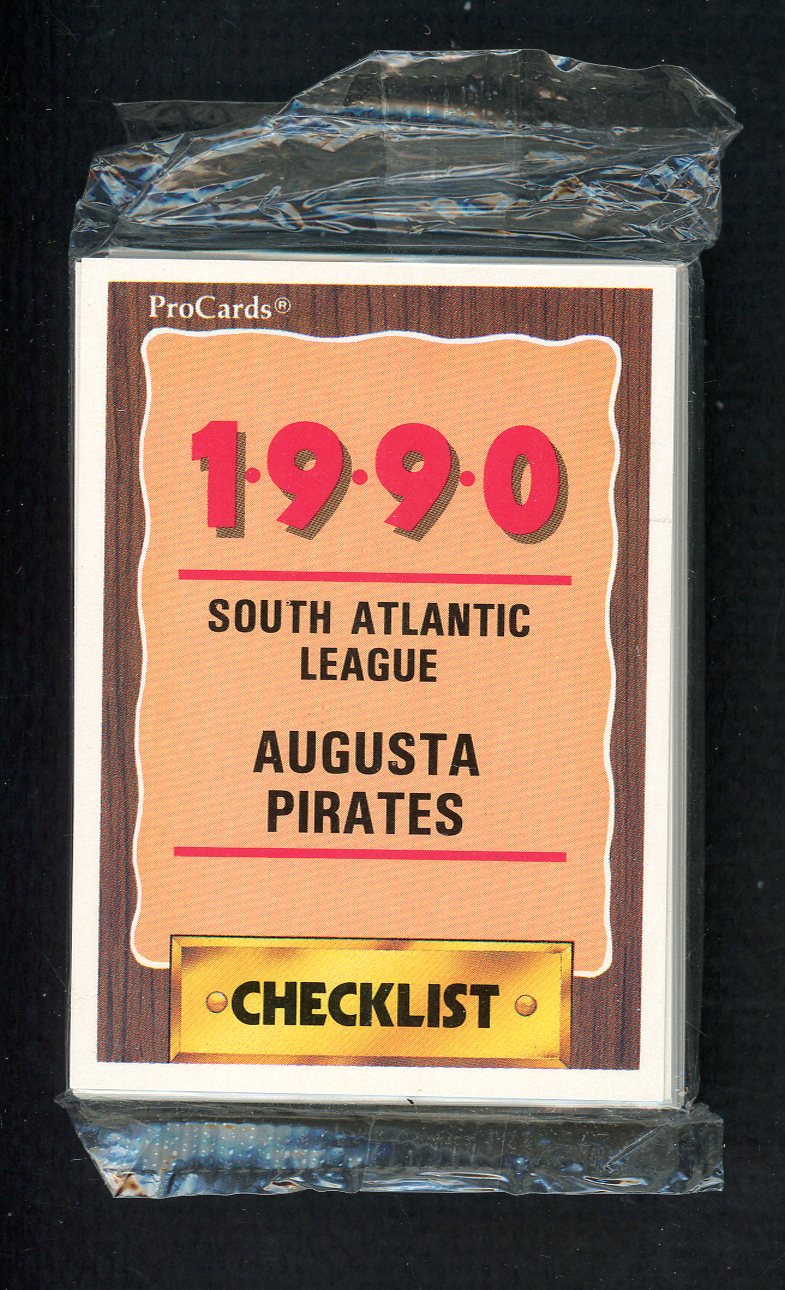 ProCards®
1•9•9•0
SOUTH ATLANTIC
LEAGUE
AUGUSTA
PIRATES
CHECKLIST